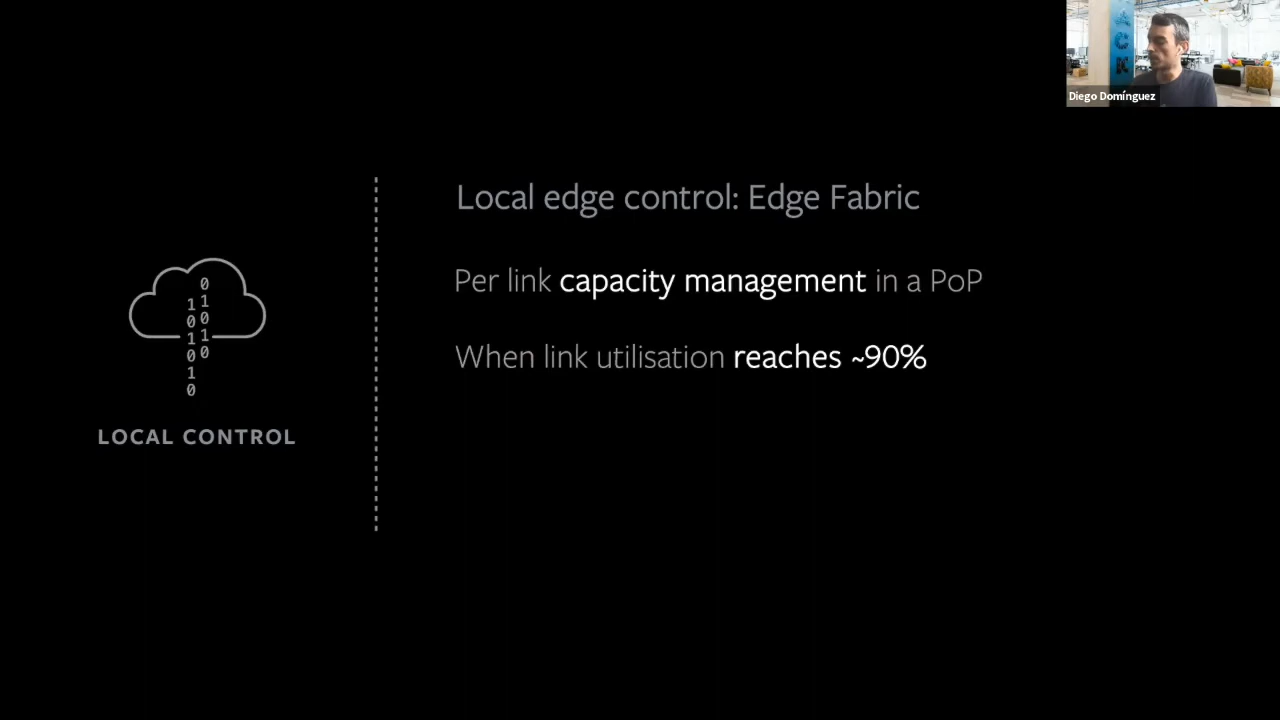 A
C
K
Diego Domínguez
Local edge control: Edge Fabric
Per link capacity management in a PoP
When link utilisation reaches ~90%
0
1 1
0 0
1 1
0 0
1
0
LOCAL CONTROL